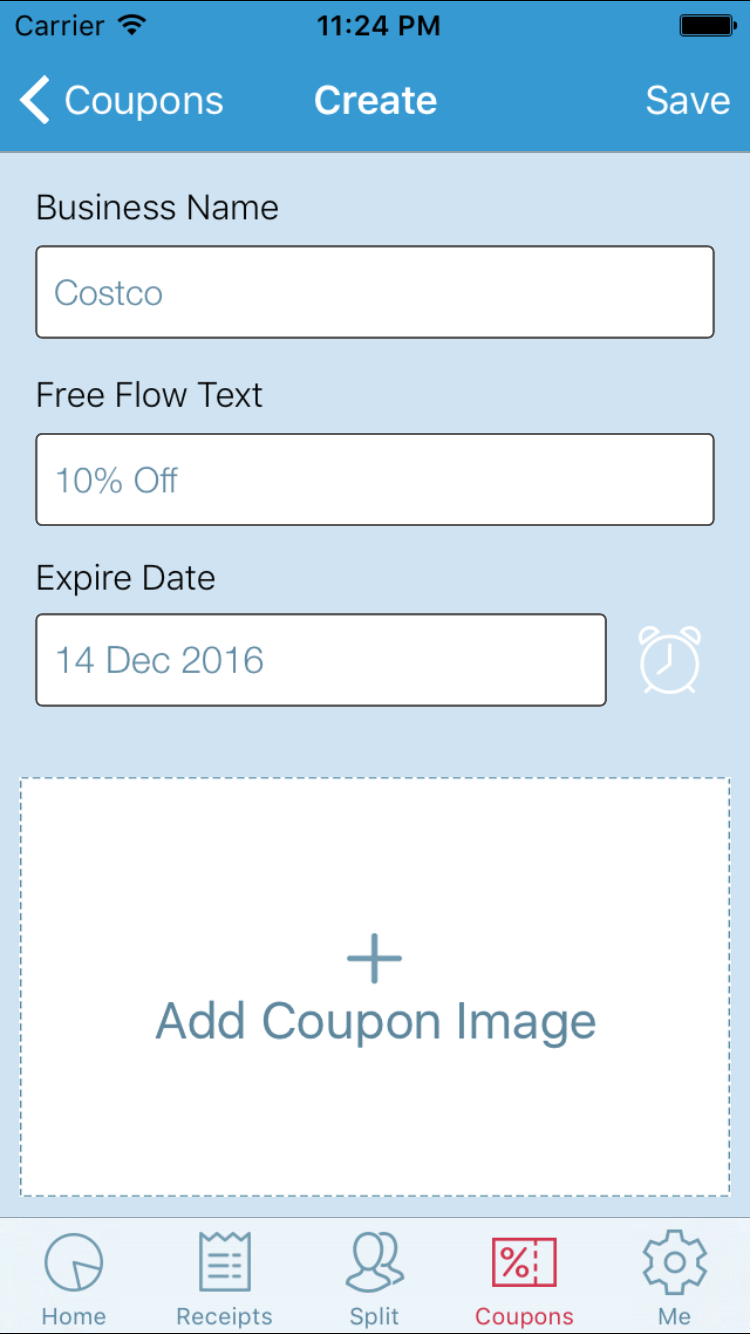 Carrier 11:24 PM
Coupons Create Save
Business Name
Costco
Free Flow Text
10% Off
Expire Date
14 Dec 2016
Add Coupon Image
%
Home Receipts Split Coupons Me